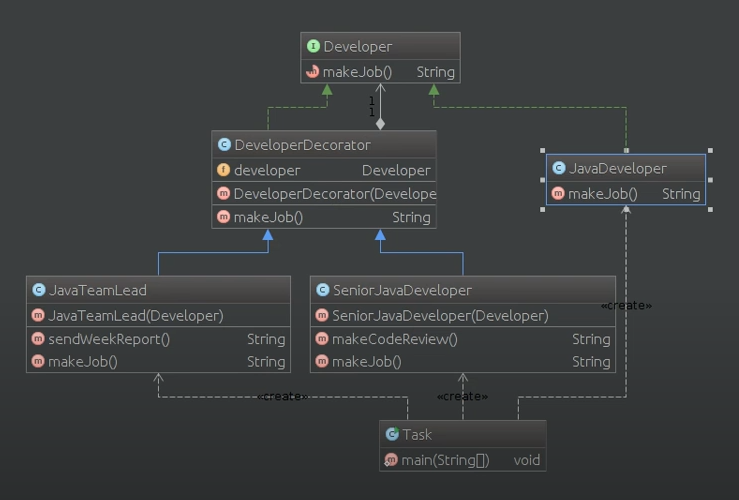 I Developer
m makeJob() String
1
1
C DeveloperDecorator
f developer Developer
m DeveloperDecorator(Develope
m makeJob() String
C JavaDeveloper
m makeJob() String
C JavaTeamLead
m JavaTeamLead(Developer)
m sendWeekReport() String
m makeJob() String
C SeniorJavaDeveloper
m SeniorJavaDeveloper(Developer)
m makeCodeReview() String
m makeJob() String
«create»
«create»
«create»
C Task
m main(String[]) void